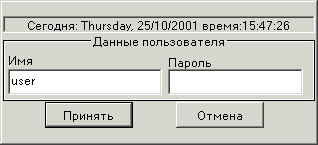 Сегодня: Thursday, 25/10/2001 время:15:47:26
Данные пользователя
Имя Пароль
user
Принять Отмена